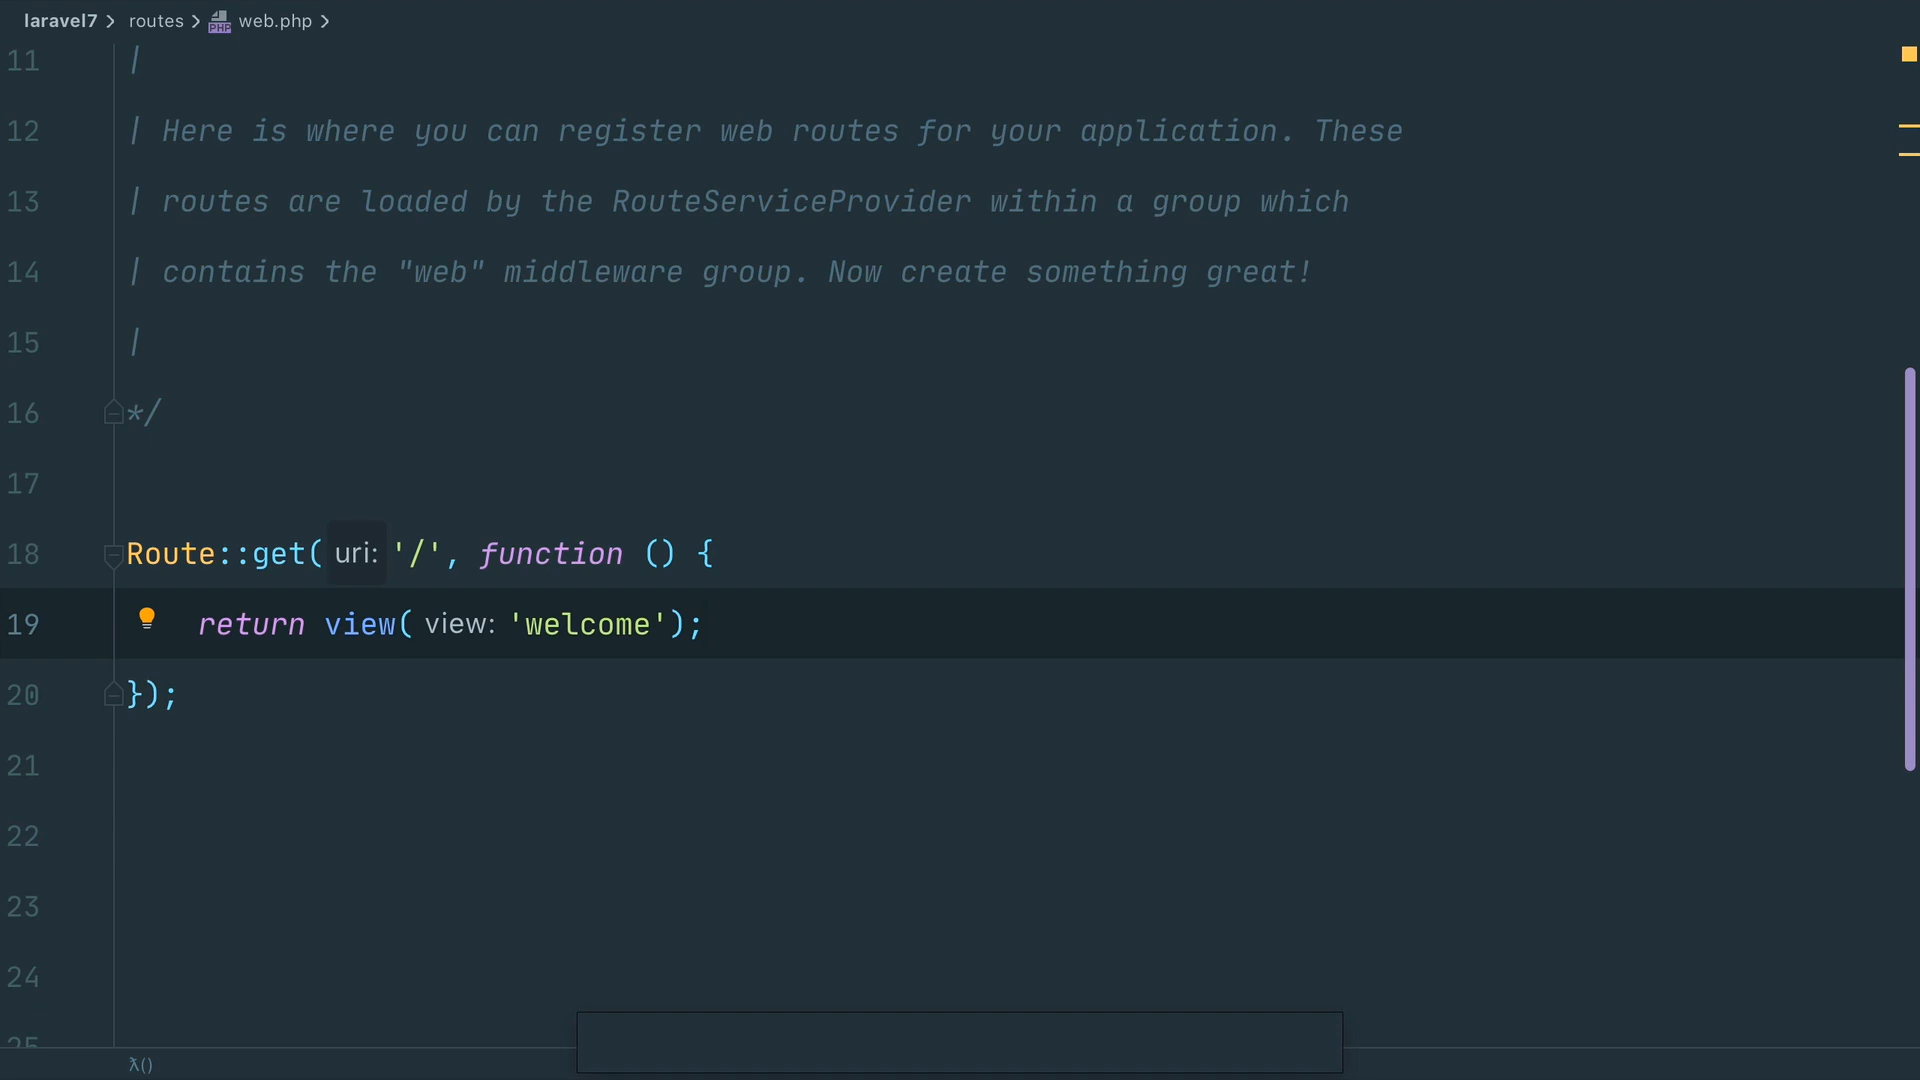 laravel7 > routes > web.php >
11 |
12 | Here is where you can register web routes for your application. These
13 | routes are loaded by the RouteServiceProvider within a group which
14 | contains the "web" middleware group. Now create something great!
15 |
16 */
17
18 Route::get( uri: '/', function () {
19 return view( view: 'welcome');
20 });
21
22
23
24
25
λ()